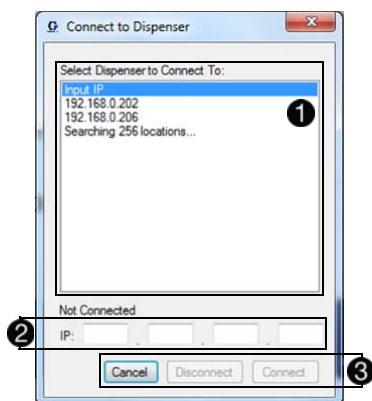 G Connect to Dispenser
Select Dispenser to Connect To:
Input IP
192.168.0.202
192.168.0.206
Searching 256 locations...
1
Not Connected
2
IP: . . .
Cancel Disconnect Connect
3